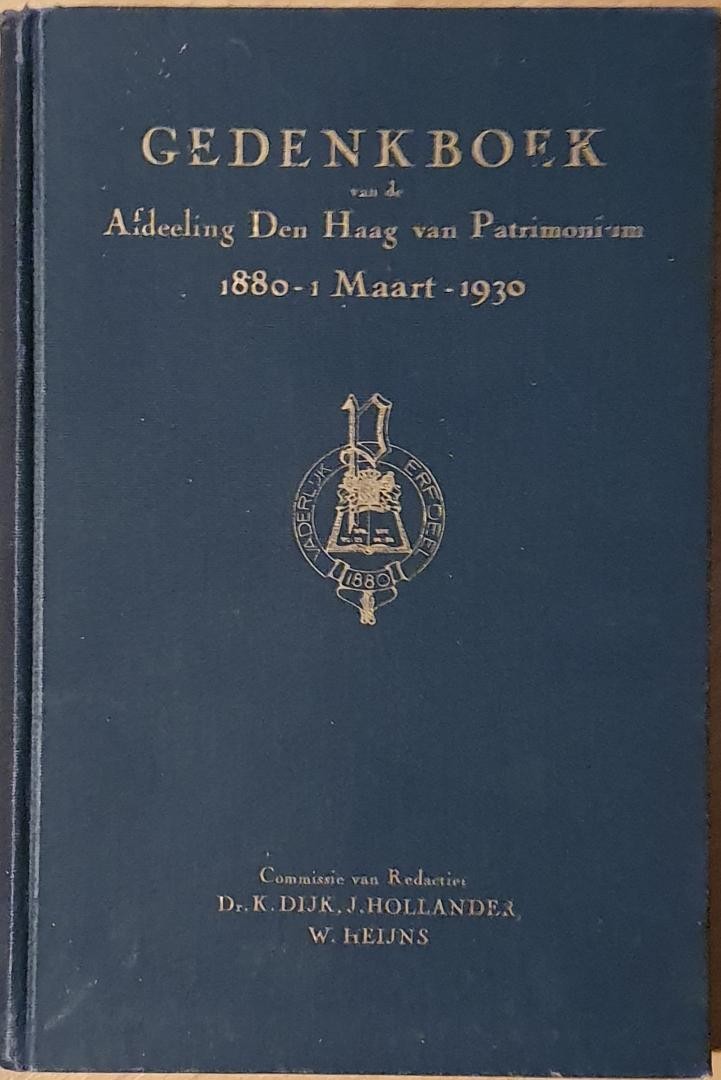 GEDENKBOEK
van de
Afdeeling Den Haag van Patrimonium
1880 - 1 Maart - 1930
P
VADERLIJK ERFDEEL
1880
Commissie van Redactie:
Dr. K. DIJK, J. HOLLANDER,
W. HEIJNS